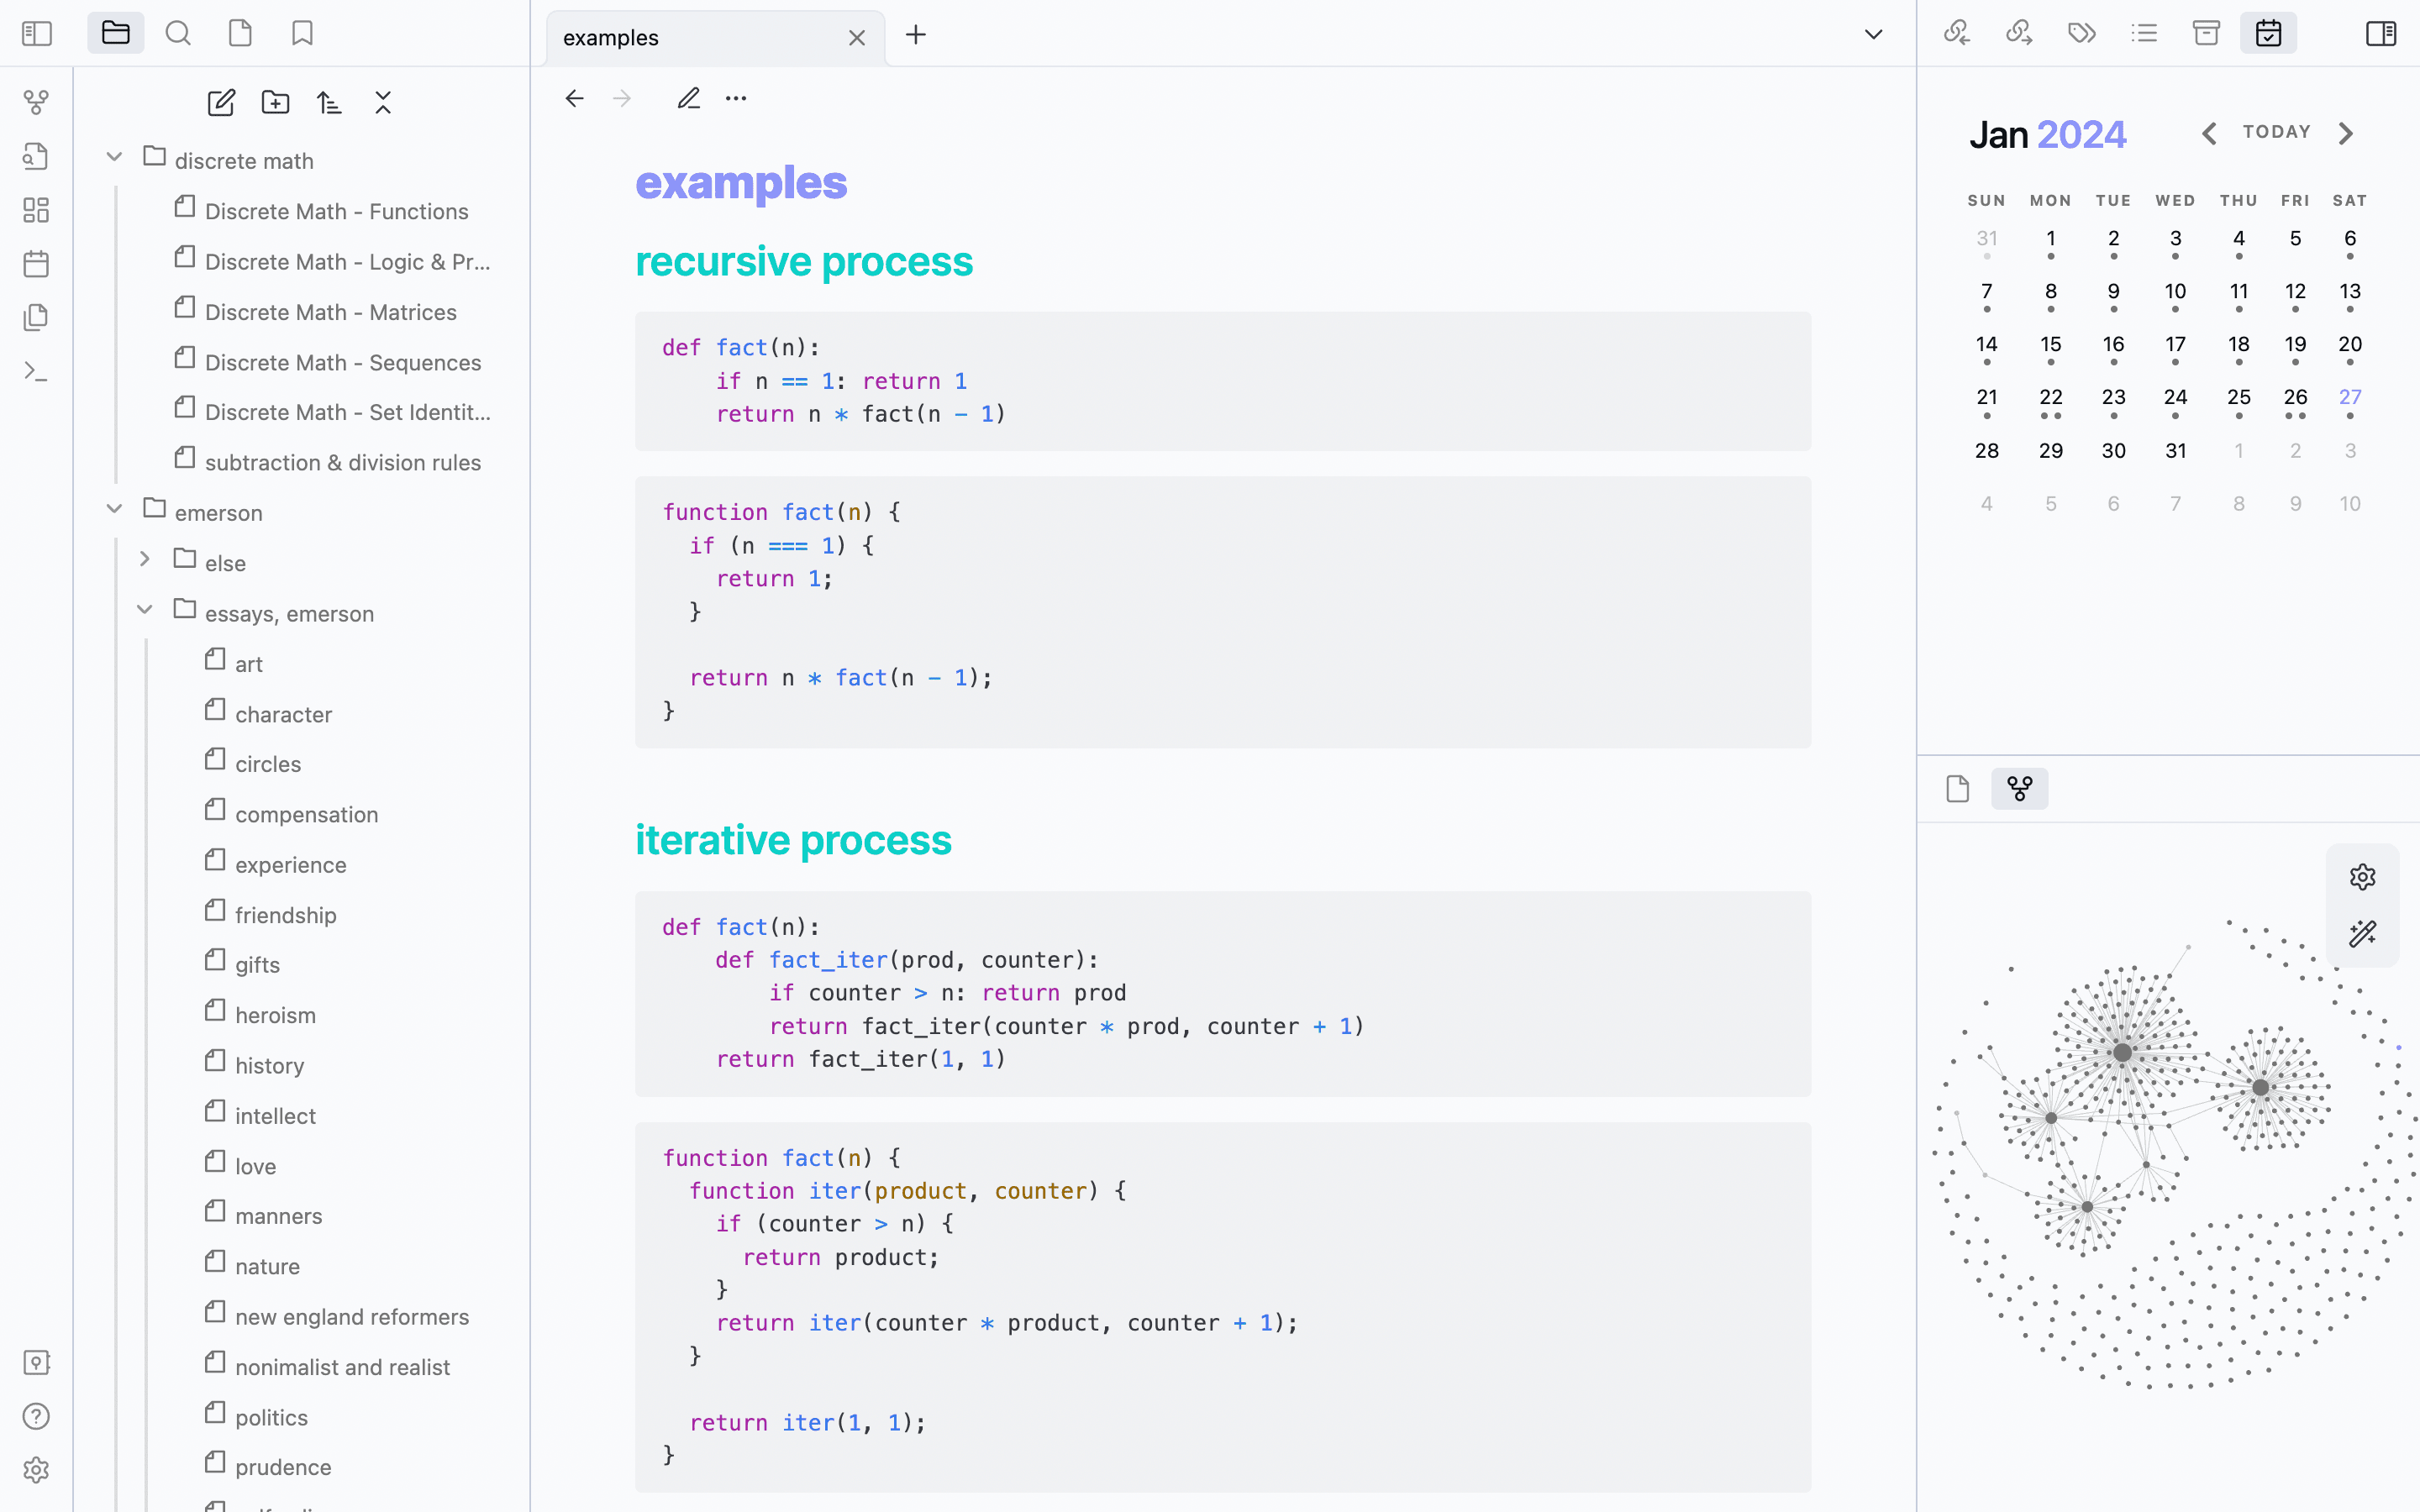 examples
discrete math
Discrete Math - Functions
Discrete Math - Logic & Pr...
Discrete Math - Matrices
Discrete Math - Sequences
Discrete Math - Set Identit...
subtraction & division rules
emerson
else
essays, emerson
art
character
circles
compensation
experience
friendship
gifts
heroism
history
intellect
love
manners
nature
new england reformers
nonimalist and realist
politics
prudence
examples
recursive process
def fact(n):
    if n == 1: return 1
    return n * fact(n - 1)
function fact(n) {
  if (n === 1) {
    return 1;
  }

  return n * fact(n - 1);
}
iterative process
def fact(n):
    def fact_iter(prod, counter):
        if counter > n: return prod
        return fact_iter(counter * prod, counter + 1)
    return fact_iter(1, 1)
function fact(n) {
  function iter(product, counter) {
    if (counter > n) {
      return product;
    }
    return iter(counter * product, counter + 1);
  }

  return iter(1, 1);
}
Jan 2024 TODAY
SUN MON TUE WED THU FRI SAT
31 1 2 3 4 5 6
7 8 9 10 11 12 13
14 15 16 17 18 19 20
21 22 23 24 25 26 27
28 29 30 31 1 2 3
4 5 6 7 8 9 10